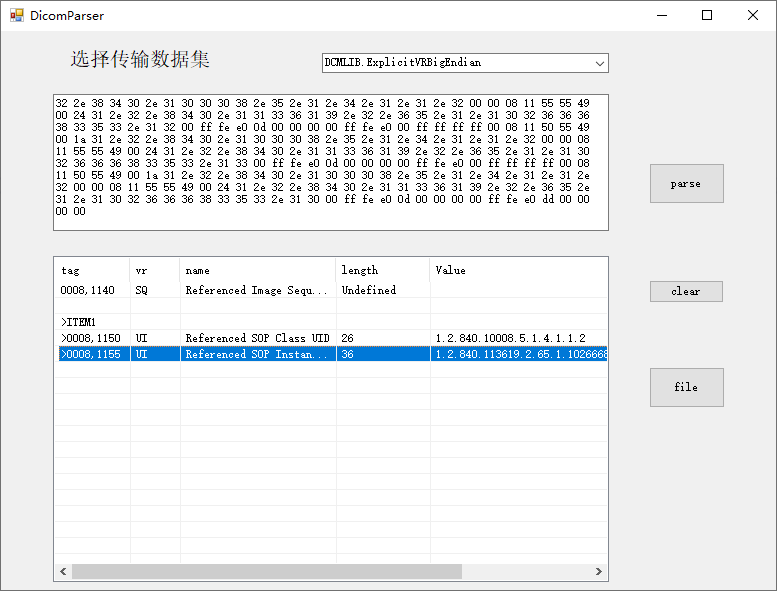 DicomParser
选择传输数据集
DCMLIB.ExplicitVRBigEndian
32 2e 38 34 30 2e 31 30 30 30 38 2e 35 2e 31 2e 34 2e 31 2e 31 2e 32 00 00 08 11 55 55 49
00 24 31 2e 32 2e 38 34 30 2e 31 31 33 36 31 39 2e 32 2e 36 35 2e 31 2e 31 30 32 36 36 36
38 33 35 33 2e 31 32 00 ff fe e0 0d 00 00 00 00 ff fe e0 00 ff ff ff ff 00 08 11 50 55 49
00 1a 31 2e 32 2e 38 34 30 2e 31 30 30 30 38 2e 35 2e 31 2e 34 2e 31 2e 31 2e 32 00 00 08
11 55 55 49 00 24 31 2e 32 2e 38 34 30 2e 31 31 33 36 31 39 2e 32 2e 36 35 2e 31 2e 31 30
32 36 36 36 38 33 35 33 2e 31 33 00 ff fe e0 0d 00 00 00 00 ff fe e0 00 ff ff ff ff 00 08
11 50 55 49 00 1a 31 2e 32 2e 38 34 30 2e 31 30 30 30 38 2e 35 2e 31 2e 34 2e 31 2e 31 2e
32 00 00 08 11 55 55 49 00 24 31 2e 32 2e 38 34 30 2e 31 31 33 36 31 39 2e 32 2e 36 35 2e
31 2e 31 30 32 36 36 36 38 33 35 33 2e 31 30 00 ff fe e0 0d 00 00 00 00 ff fe e0 dd 00 00
00 00
parse
tag vr name length Value
0008,1140 SQ Referenced Image Sequ... Undefined
clear
>ITEM1
>0008,1150 UI Referenced SOP Class UID 26 1.2.840.10008.5.1.4.1.1.2
>0008,1155 UI Referenced SOP Instan... 36 1.2.840.113619.2.65.1.1026668
file